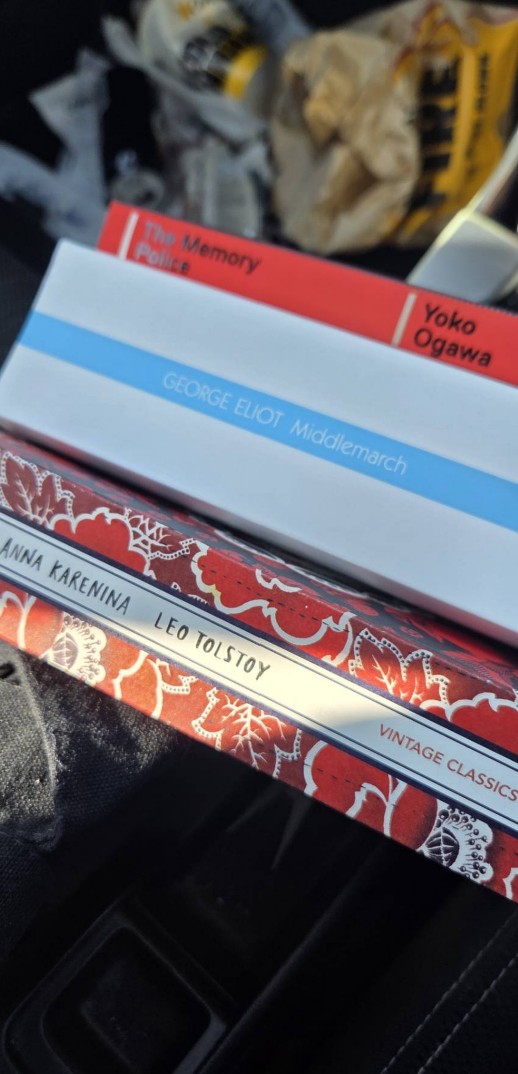 The Memory
Police
Yoko
Ogawa
GEORGE ELIOT Middlemarch
ANNA KARENINA LEO TOLSTOY
VINTAGE CLASSICS